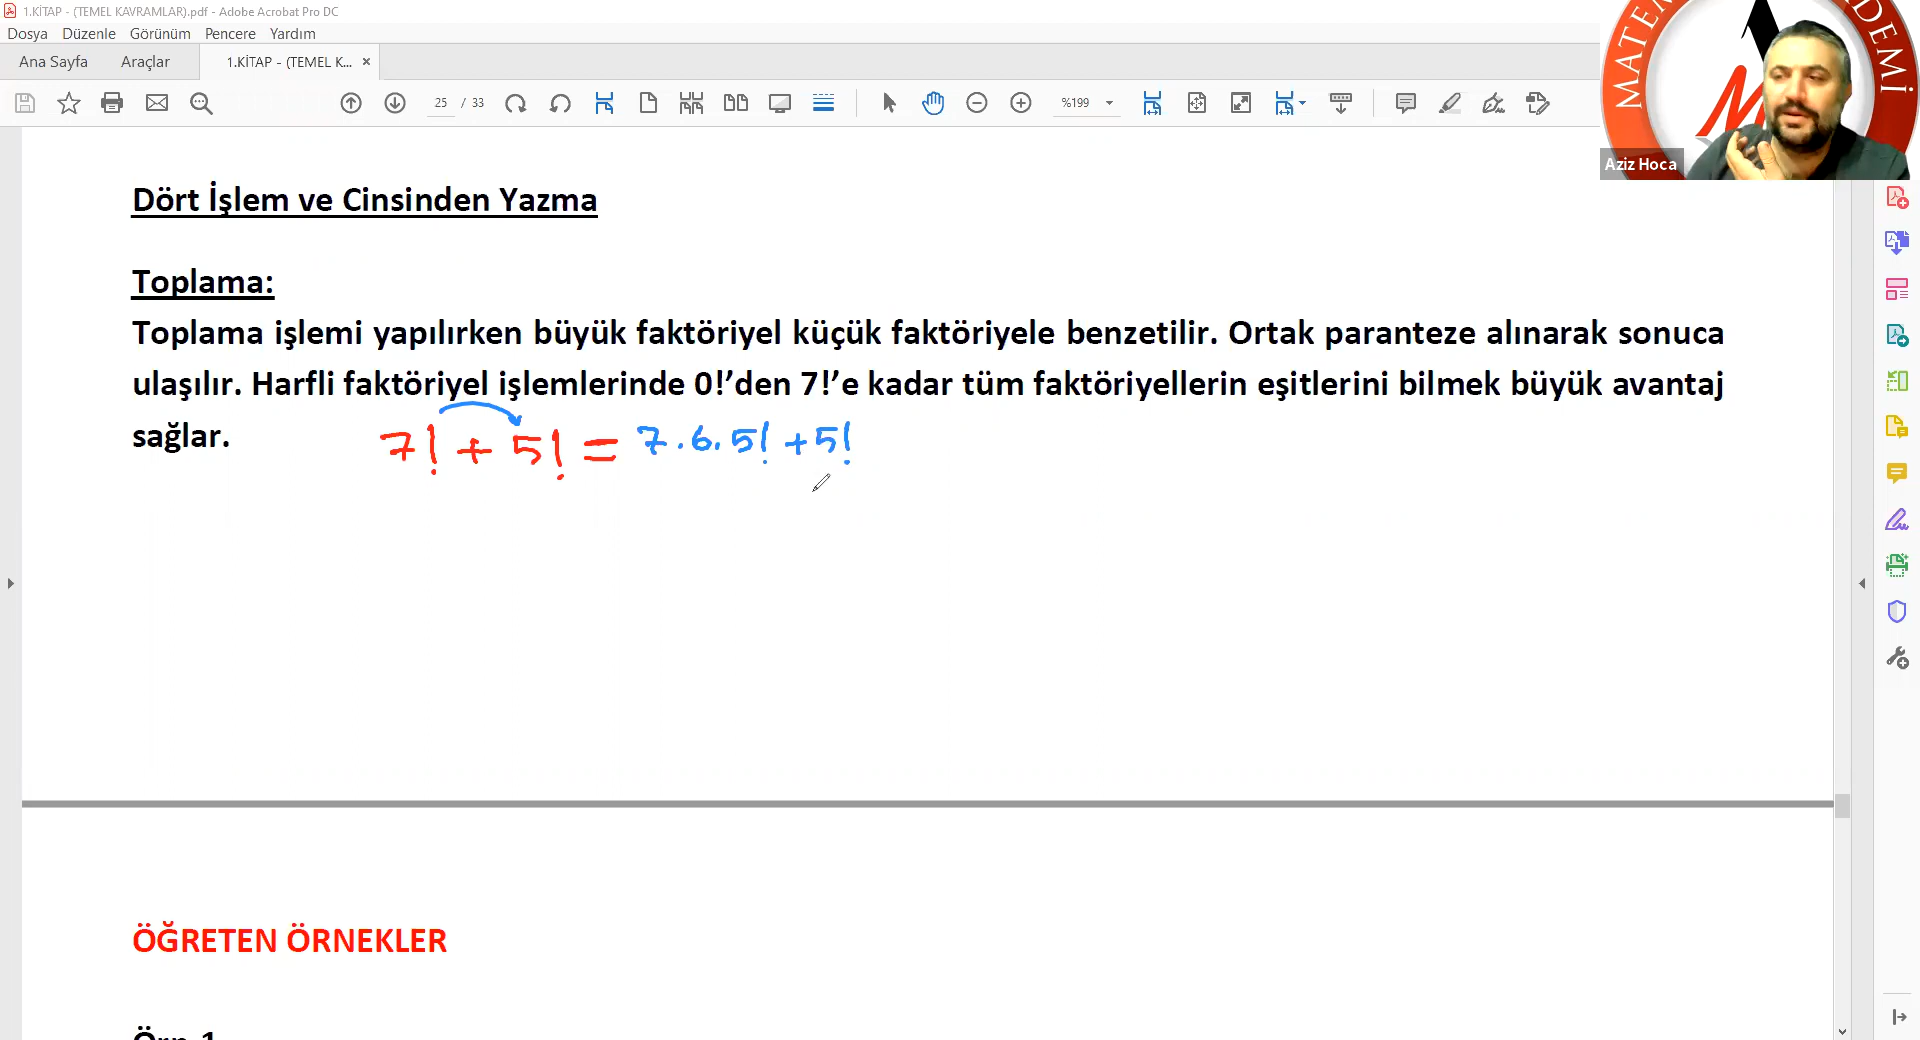 1.KİTAP - (TEMEL KAVRAMLAR).pdf - Adobe Acrobat Pro DC
Dosya Düzenle Görünüm Pencere Yardım
Ana Sayfa Araçlar 1.KİTAP - (TEMEL K... ×
25 / 33 %199
Aziz Hoca
Dört İşlem ve Cinsinden Yazma
Toplama:
Toplama işlemi yapılırken büyük faktöriyel küçük faktöriyele benzetilir. Ortak paranteze alınarak sonuca
ulaşılır. Harfli faktöriyel işlemlerinde 0!’den 7!’e kadar tüm faktöriyellerin eşitlerini bilmek büyük avantaj
sağlar.
7! + 5! = 7.6.5! + 5!
ÖĞRETEN ÖRNEKLER
Örn-1